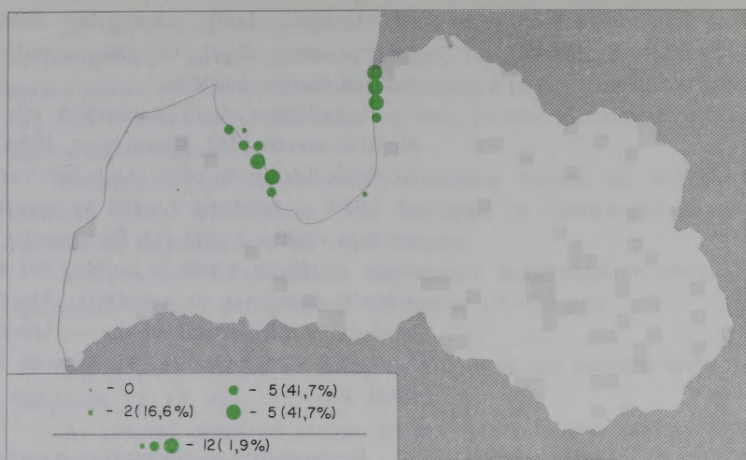 · - 0
• - 2(16,6%)
● - 5(41,7%)
● - 5(41,7%)
•●● - 12(1,9%)